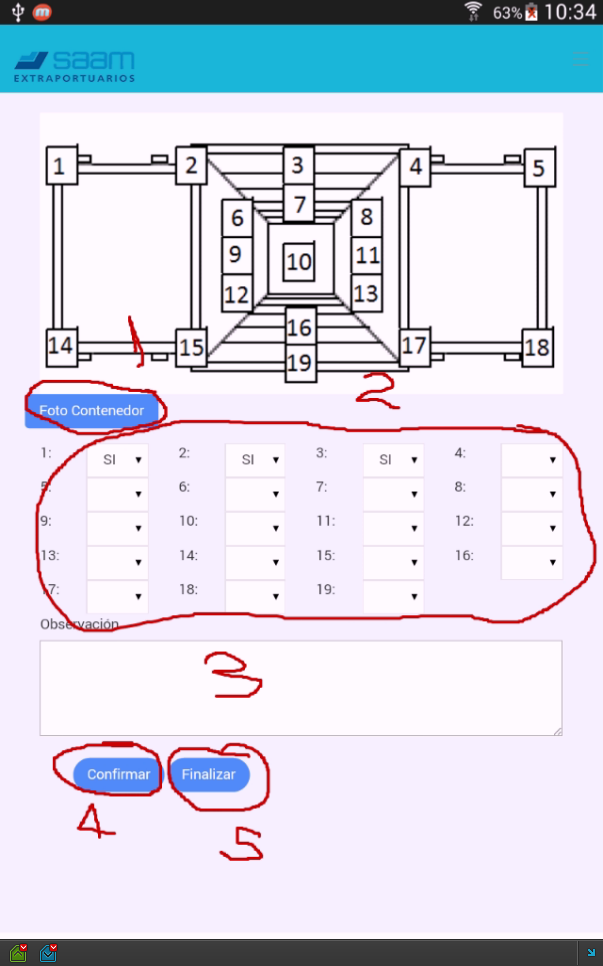 63% 10:34
saam
EXTRAPORTUARIOS
1 2 3 4 5
6 7 8
9 10 11
12 13
14 15 16 17 18
19
1
2
Foto Contenedor
1: SI 2: SI 3: SI 4:
5: 6: 7: 8:
9: 10: 11: 12:
13: 14: 15: 16:
17: 18: 19:
Observación
3
Confirmar Finalizar
4
5